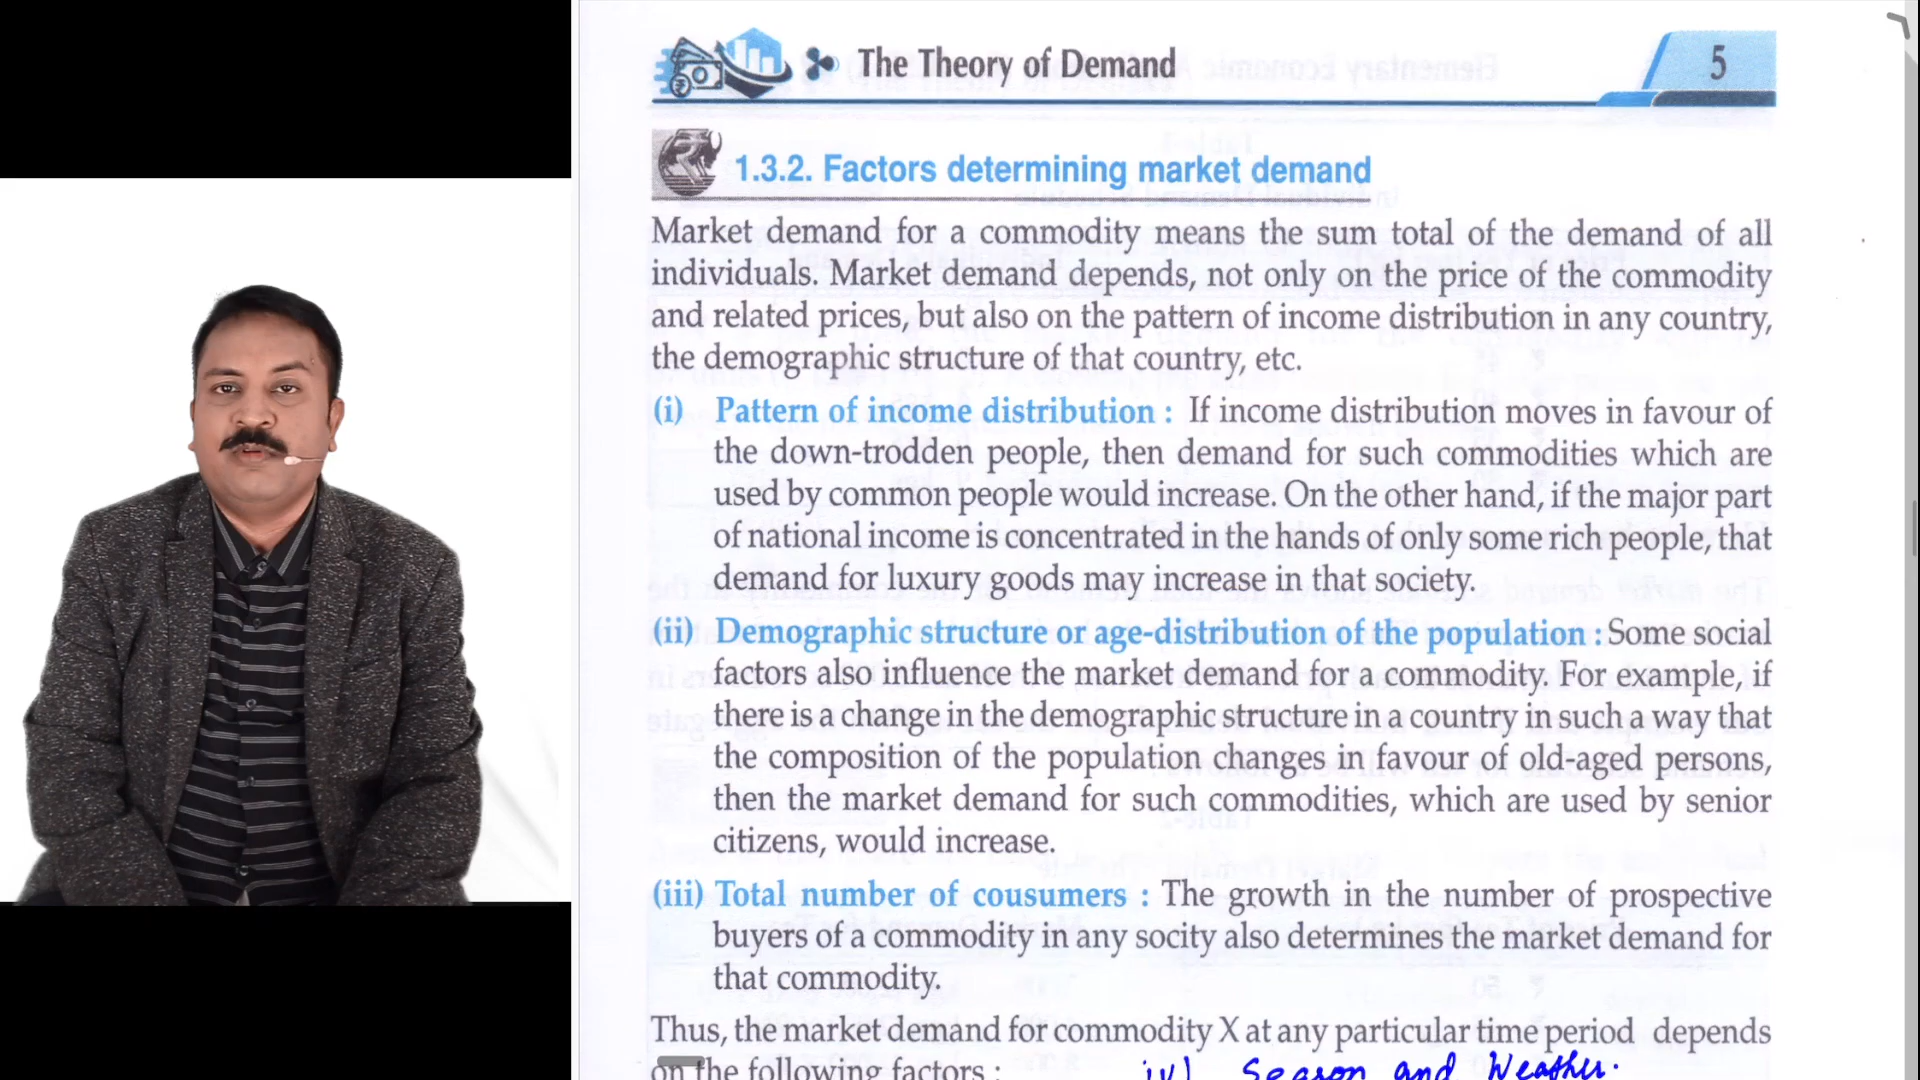 The Theory of Demand
5
1.3.2. Factors determining market demand
Market demand for a commodity means the sum total of the demand of all
individuals. Market demand depends, not only on the price of the commodity
and related prices, but also on the pattern of income distribution in any country,
the demographic structure of that country, etc.
(i) Pattern of income distribution : If income distribution moves in favour of
the down-trodden people, then demand for such commodities which are
used by common people would increase. On the other hand, if the major part
of national income is concentrated in the hands of only some rich people, that
demand for luxury goods may increase in that society.
(ii) Demographic structure or age-distribution of the population : Some social
factors also influence the market demand for a commodity. For example, if
there is a change in the demographic structure in a country in such a way that
the composition of the population changes in favour of old-aged persons,
then the market demand for such commodities, which are used by senior
citizens, would increase.
(iii) Total number of cousumers : The growth in the number of prospective
buyers of a commodity in any socity also determines the market demand for
that commodity.
Thus, the market demand for commodity X at any particular time period depends
on the following factors :
iv) Season and Weather.